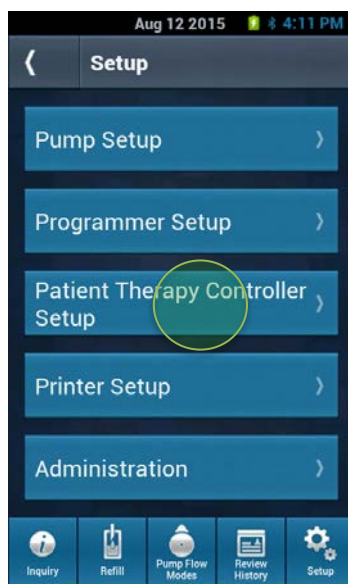 Aug 12 2015 4:11 PM
Setup
Pump Setup
Programmer Setup
Patient Therapy Controller
Setup
Printer Setup
Administration
Inquiry
Refill
Pump Flow
Modes
Review
History
Setup